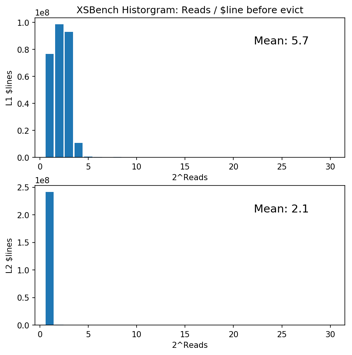 XSBench Historgram: Reads / $line before evict
1e8
Mean: 5.7
1.0
0.8
0.6
0.4
0.2
0.0
L1 $lines
0 5 10 15 20 25 30
2^Reads
1e8
Mean: 2.1
2.5
2.0
1.5
1.0
0.5
0.0
L2 $lines
0 5 10 15 20 25 30
2^Reads